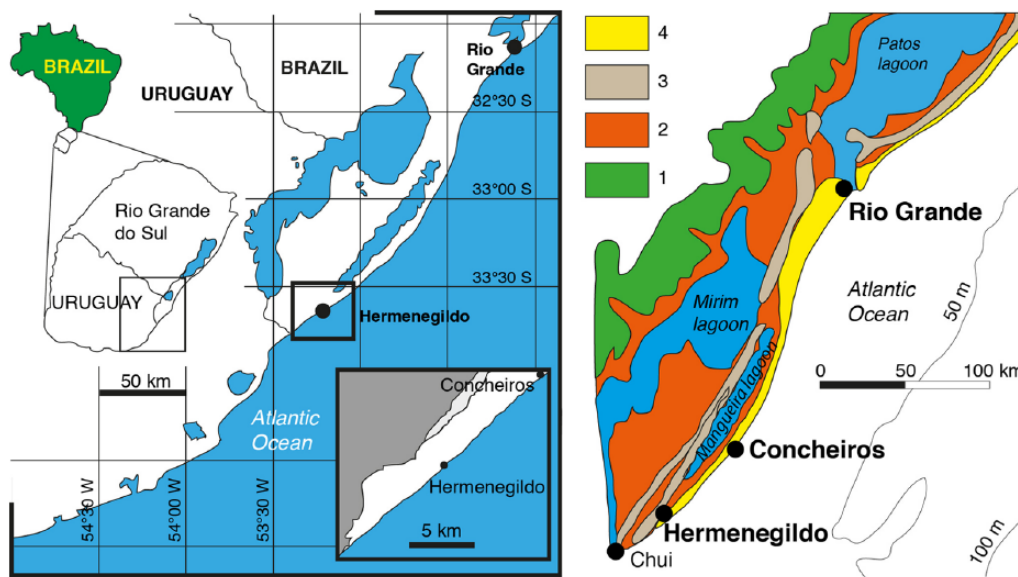 BRAZIL
Rio Grande
do Sul
URUGUAY
URUGUAY
BRAZIL
Rio
Grande
32°30 S
33°00 S
33°30 S
Hermenegildo
50 km
Atlantic
Ocean
54°30 W
54°00 W
53°30 W
Concheiros
Hermenegildo
5 km
4
3
2
1
Patos
lagoon
Rio Grande
Mirim
lagoon
Atlantic
Ocean
50 m
0 50 100 km
Mangueira lagoon
Concheiros
Hermenegildo
Chui
100 m